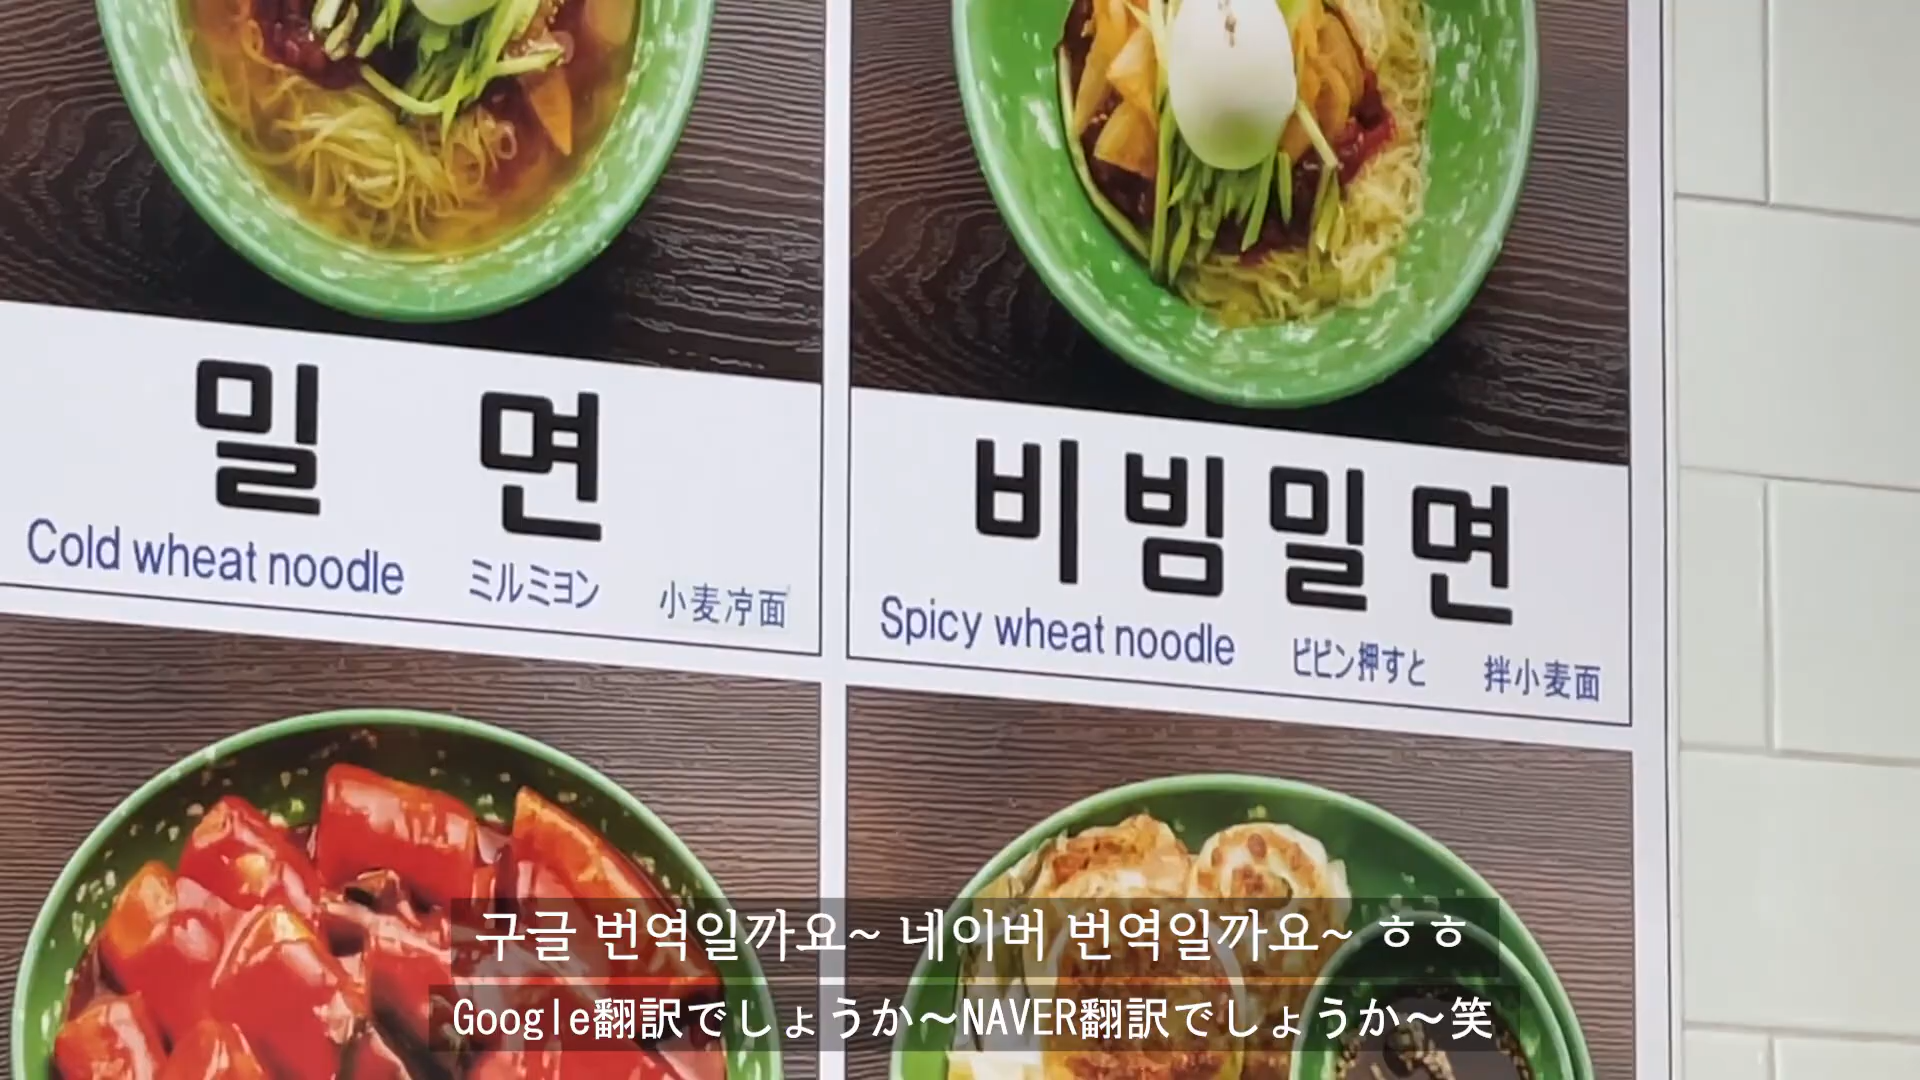 밀 면
Cold wheat noodle ミルミヨン 小麦凉面
비빔밀면
Spicy wheat noodle ビビン押すと 拌小麦面
구글 번역일까요~ 네이버 번역일까요~ ㅎㅎ
Google翻訳でしょうか～NAVER翻訳でしょうか～笑